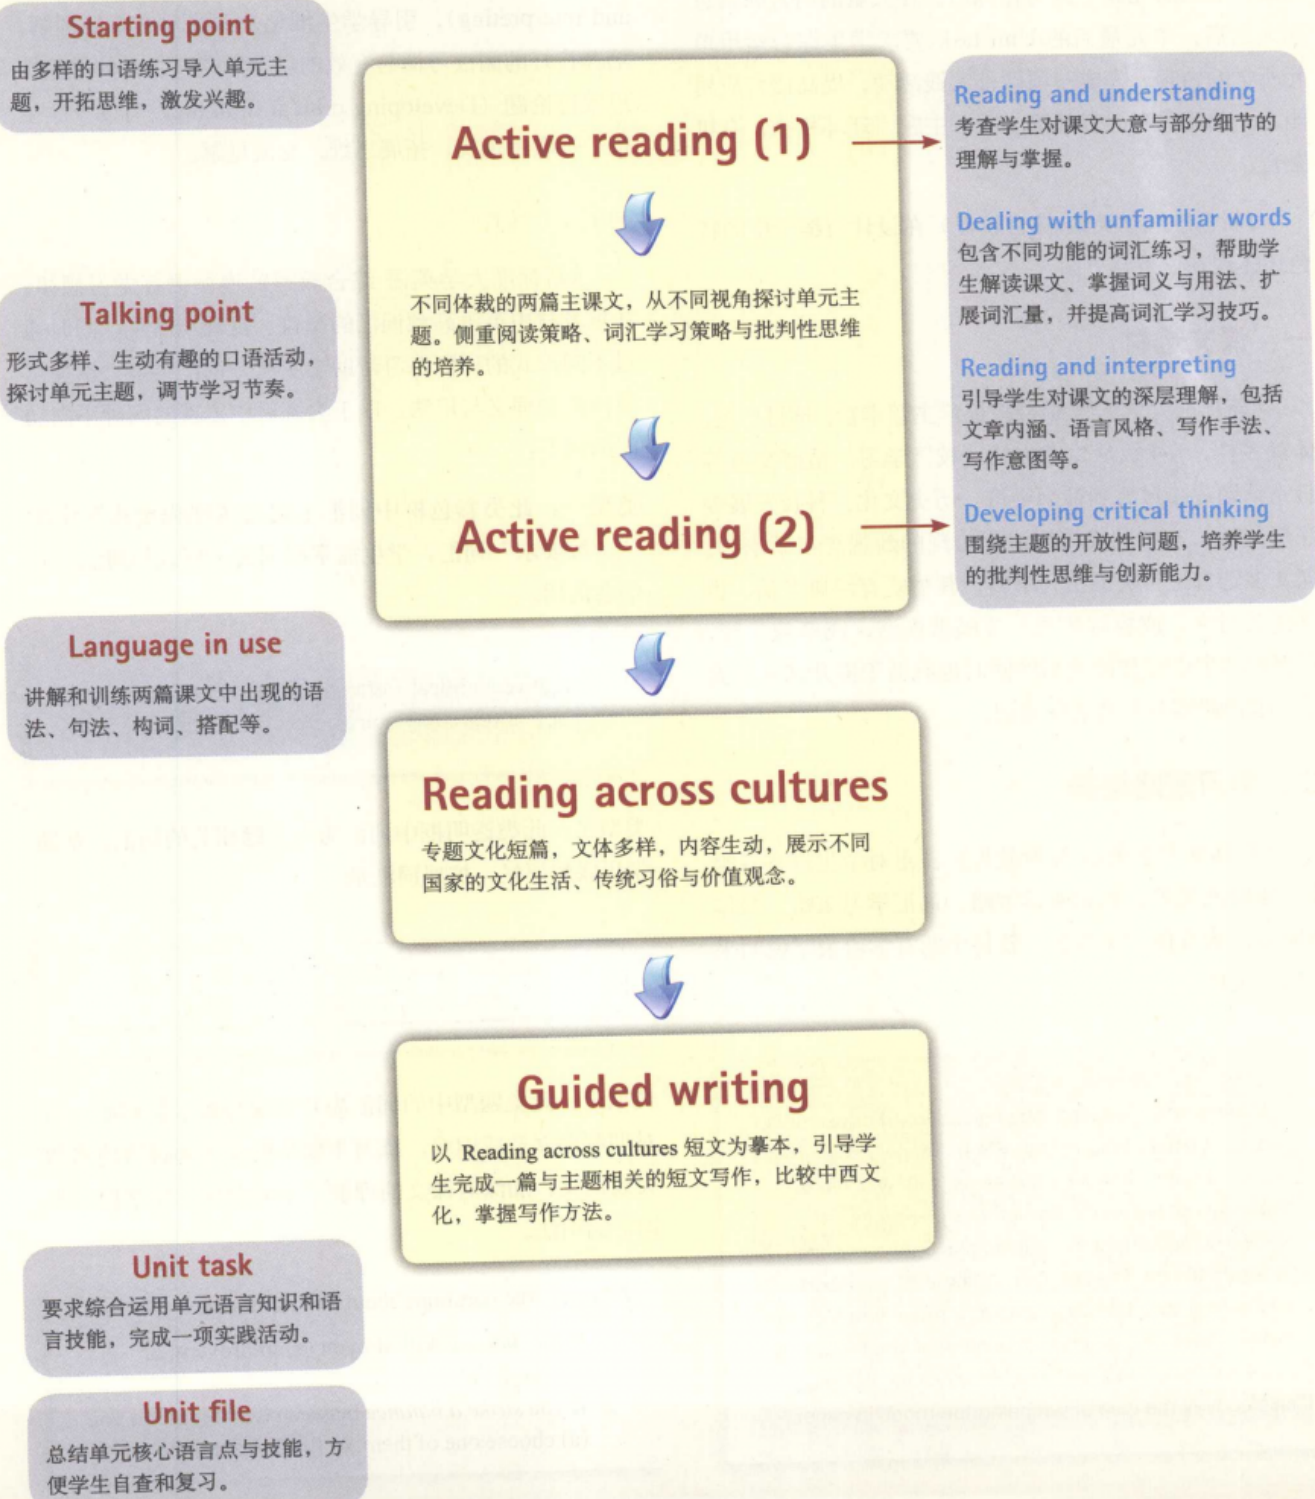 Starting point
由多样的口语练习导入单元主
题，开拓思维，激发兴趣。
Active reading (1)
Reading and understanding
考查学生对课文大意与部分细节的
理解与掌握。
Dealing with unfamiliar words
包含不同功能的词汇练习，帮助学
生解读课文、掌握词义与用法、扩
展词汇量，并提高词汇学习技巧。
Talking point
形式多样、生动有趣的口语活动，
探讨单元主题，调节学习节奏。
不同体裁的两篇主课文，从不同视角探讨单元主
题。侧重阅读策略、词汇学习策略与批判性思维
的培养。
Reading and interpreting
引导学生对课文的深层理解，包括
文章内涵、语言风格、写作手法、
写作意图等。
Active reading (2)
Developing critical thinking
围绕主题的开放性问题，培养学生
的批判性思维与创新能力。
Language in use
讲解和训练两篇课文中出现的语
法、句法、构词、搭配等。
Reading across cultures
专题文化短篇，文体多样，内容生动，展示不同
国家的文化生活、传统习俗与价值观念。
Guided writing
以 Reading across cultures 短文为摹本，引导学
生完成一篇与主题相关的短文写作，比较中西文
化，掌握写作方法。
Unit task
要求综合运用单元语言知识和语
言技能，完成一项实践活动。
Unit file
总结单元核心语言点与技能，方
便学生自查和复习。